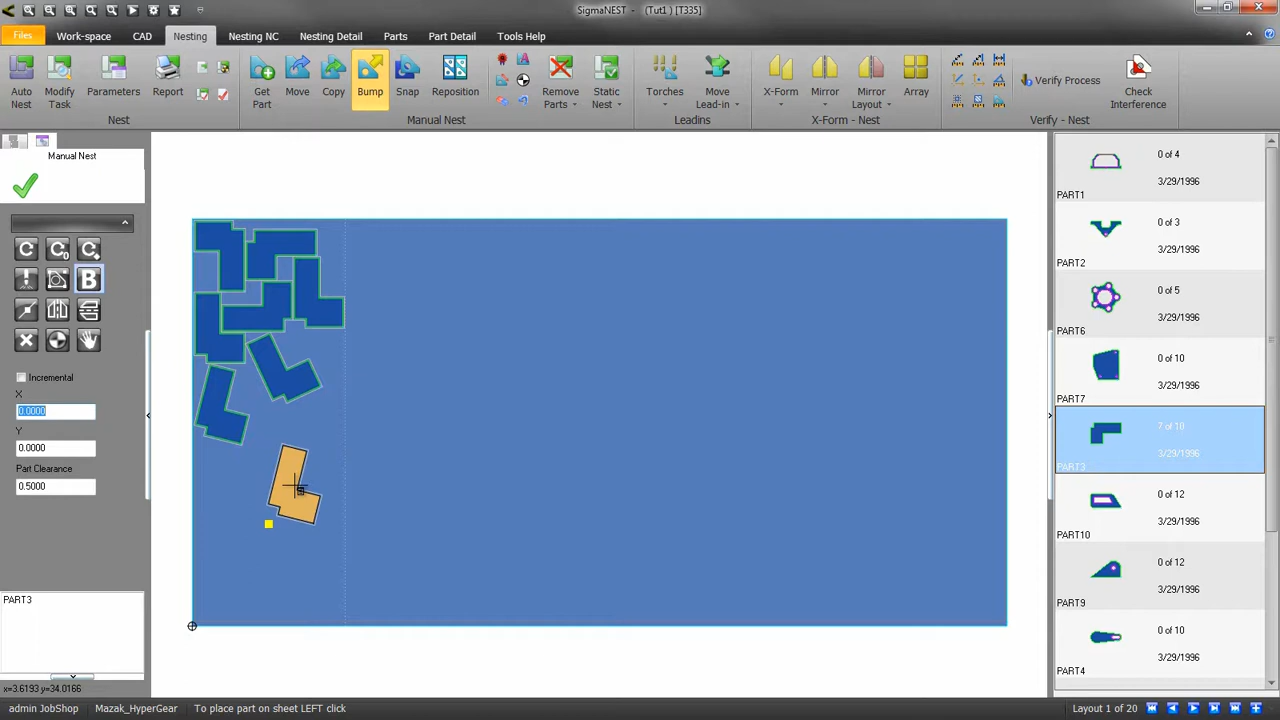 SigmaNEST - (Tut1 ) [T335]
Files Work-space CAD Nesting Nesting NC Nesting Detail Parts Part Detail Tools Help
Auto Nest
Modify Task
Parameters
Report
Get Part
Move
Copy
Bump
Snap
Reposition
Remove Parts
Static Nest
Torches
Move Lead-in
X-Form
Mirror
Mirror Layout
Array
Verify Process
Check Interference
Nest Manual Nest Leadins X-Form - Nest Verify - Nest
Manual Nest
B
Incremental
X
0.0000
Y
0.0000
Part Clearance
0.5000
PART3
x=3.6193 y=34.0166
0 of 4
3/29/1996
PART1
0 of 3
3/29/1996
PART2
0 of 5
3/29/1996
PART6
0 of 10
3/29/1996
PART7
7 of 10
3/29/1996
PART3
0 of 12
3/29/1996
PART10
0 of 12
3/29/1996
PART9
0 of 10
3/29/1996
PART4
admin JobShop Mazak_HyperGear To place part on sheet LEFT click Layout 1 of 20